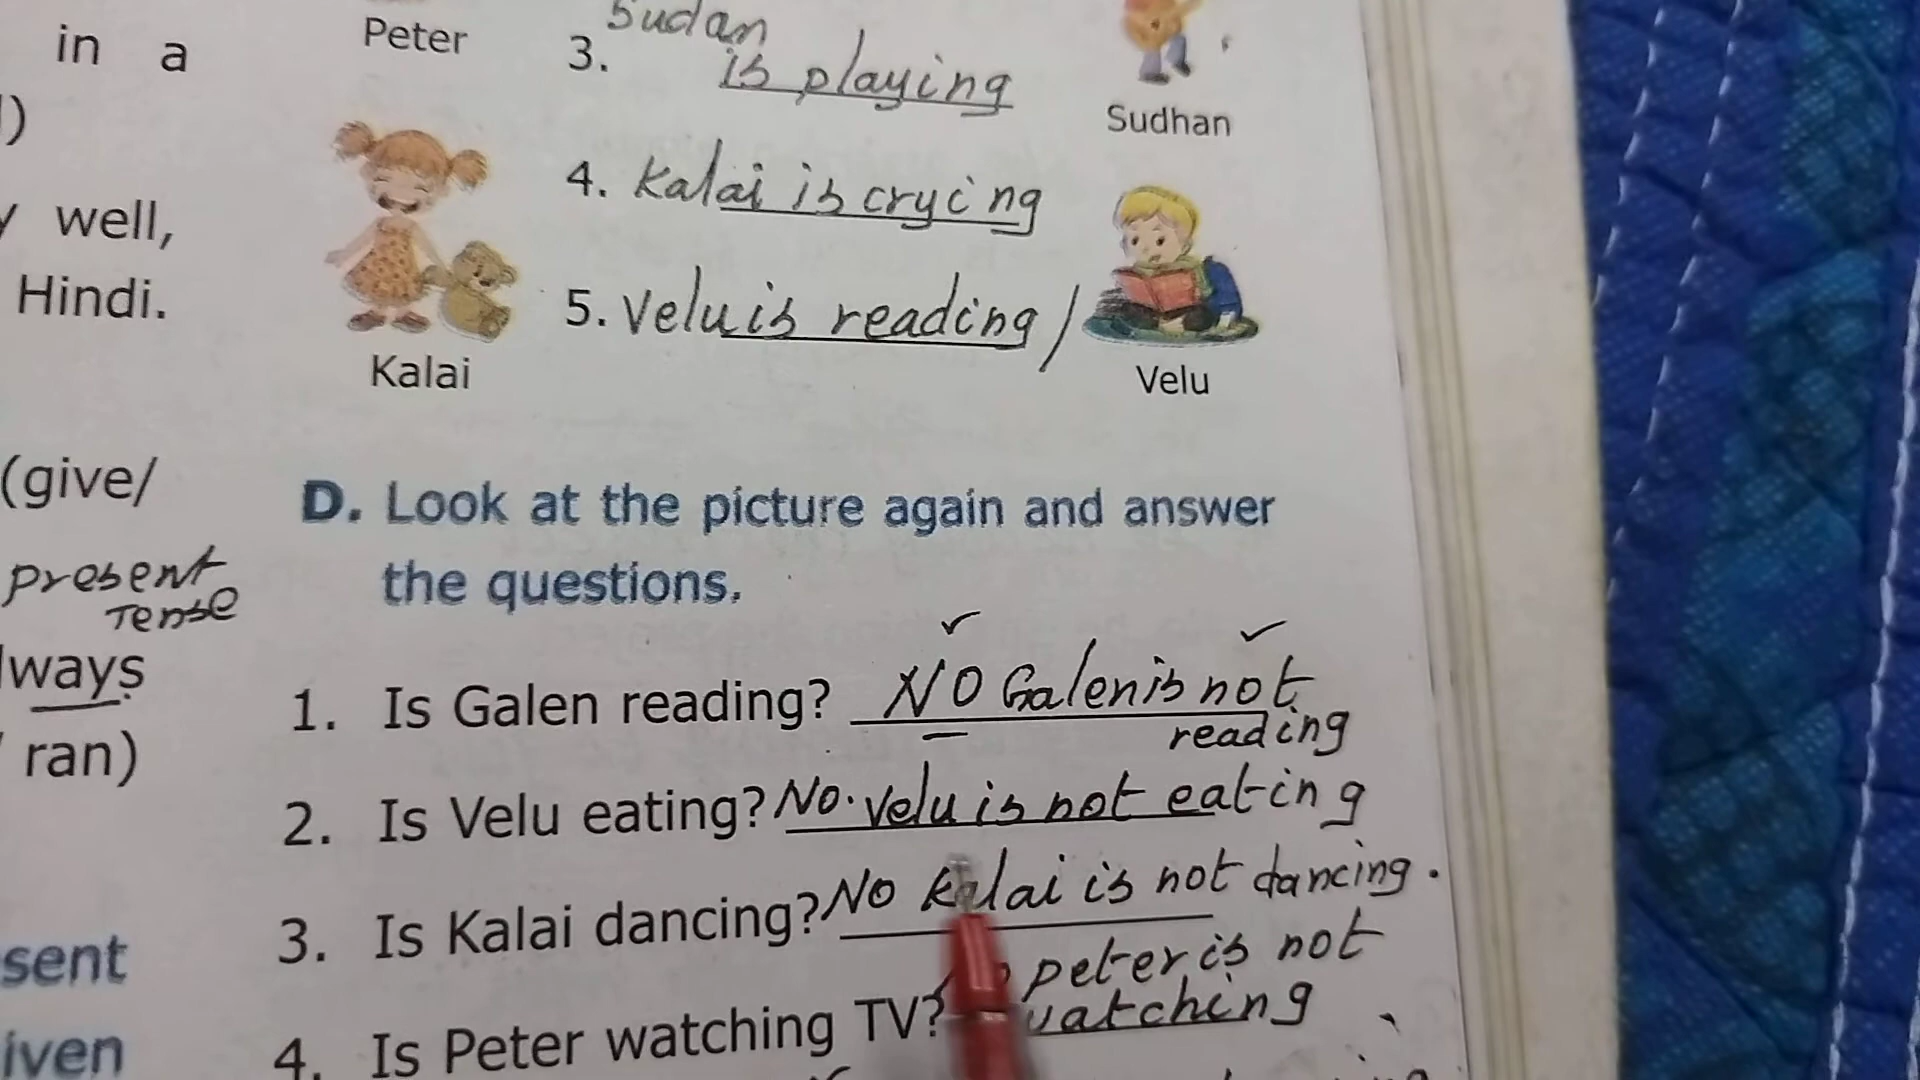 in a
)
well,
Hindi.
(give/
present
Tense
ways
ran)
sent
iven
Peter
Kalai
Sudan
3. is playing
Sudhan
4. Kalai is crying
5. Velu is reading /
Velu
D. Look at the picture again and answer
the questions.
1. Is Galen reading? NO Galen is not
reading
2. Is Velu eating? No. Velu is not eating
3. Is Kalai dancing? No Kalai is not dancing.
4. Is Peter watching TV? peter is not
watching